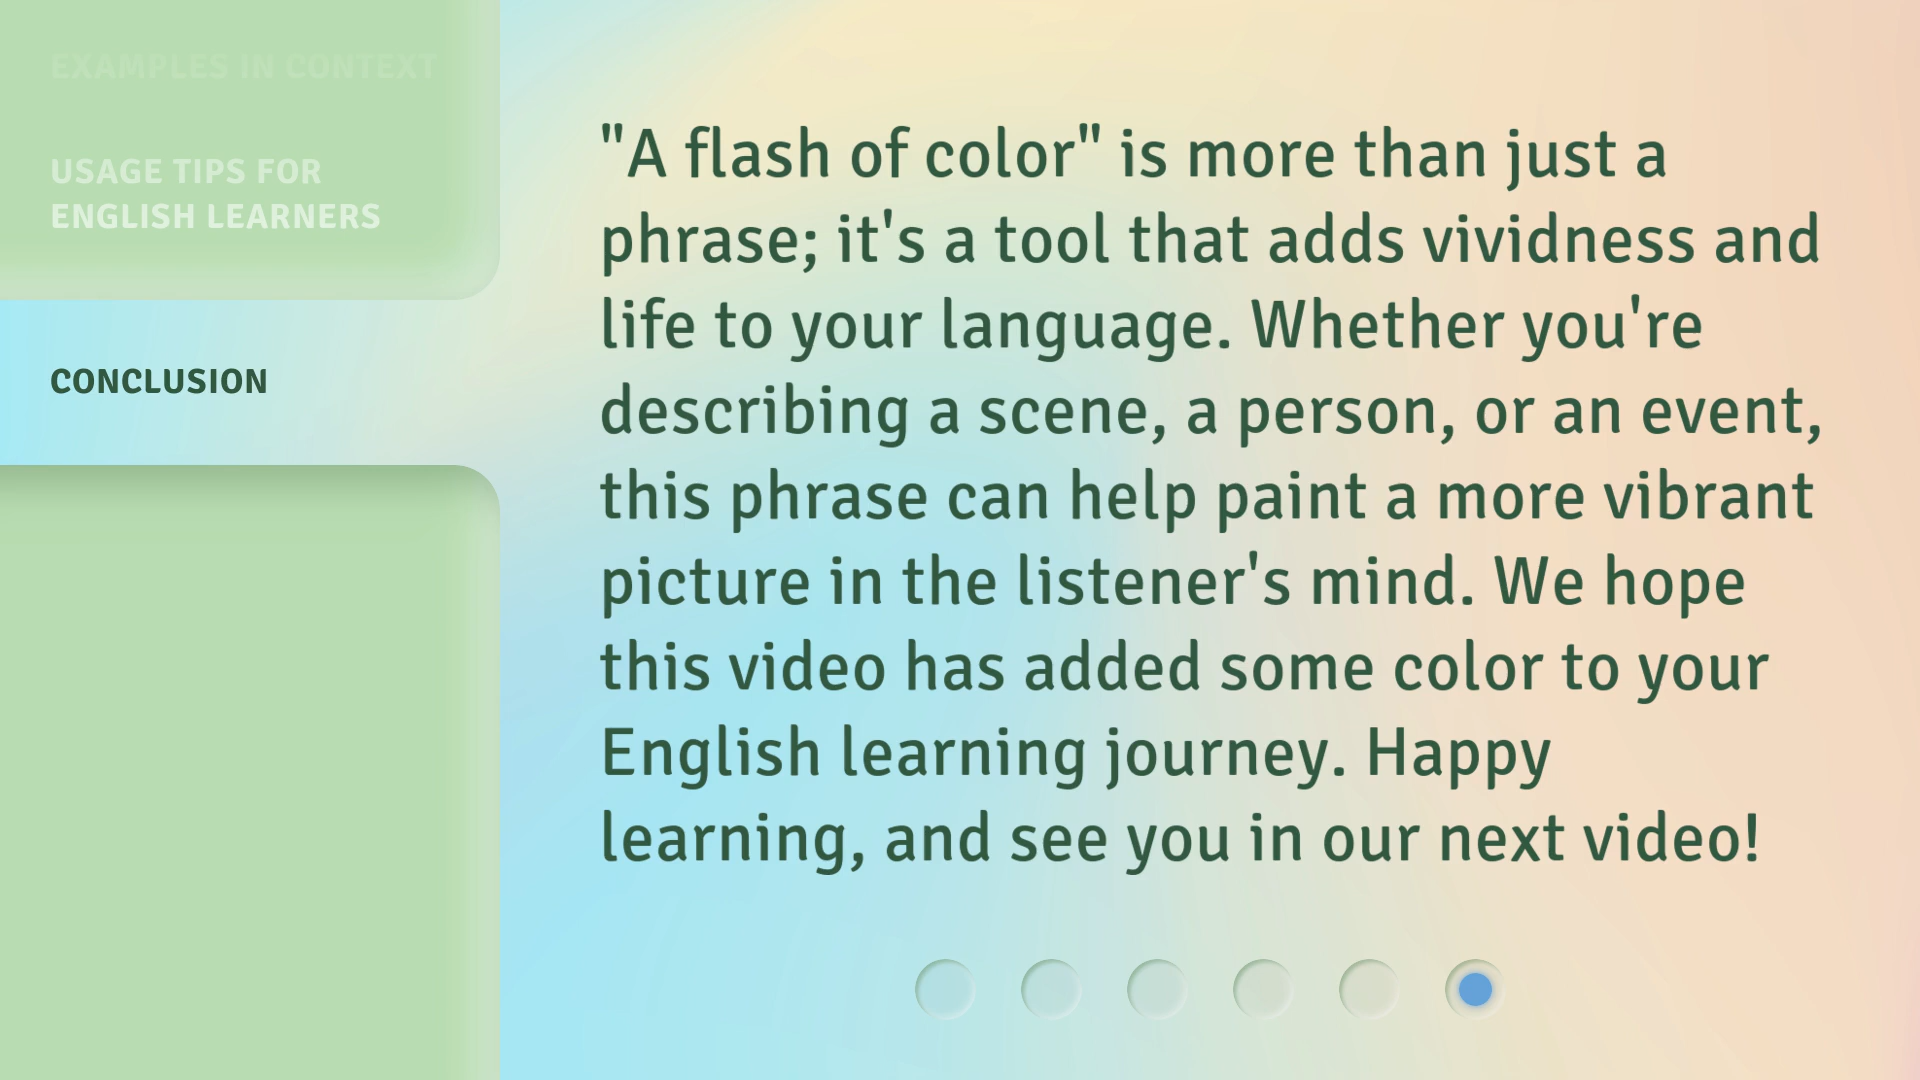 EXAMPLES IN CONTEXT
USAGE TIPS FOR
ENGLISH LEARNERS
CONCLUSION
"A flash of color" is more than just a
phrase; it's a tool that adds vividness and
life to your language. Whether you're
describing a scene, a person, or an event,
this phrase can help paint a more vibrant
picture in the listener's mind. We hope
this video has added some color to your
English learning journey. Happy
learning, and see you in our next video!